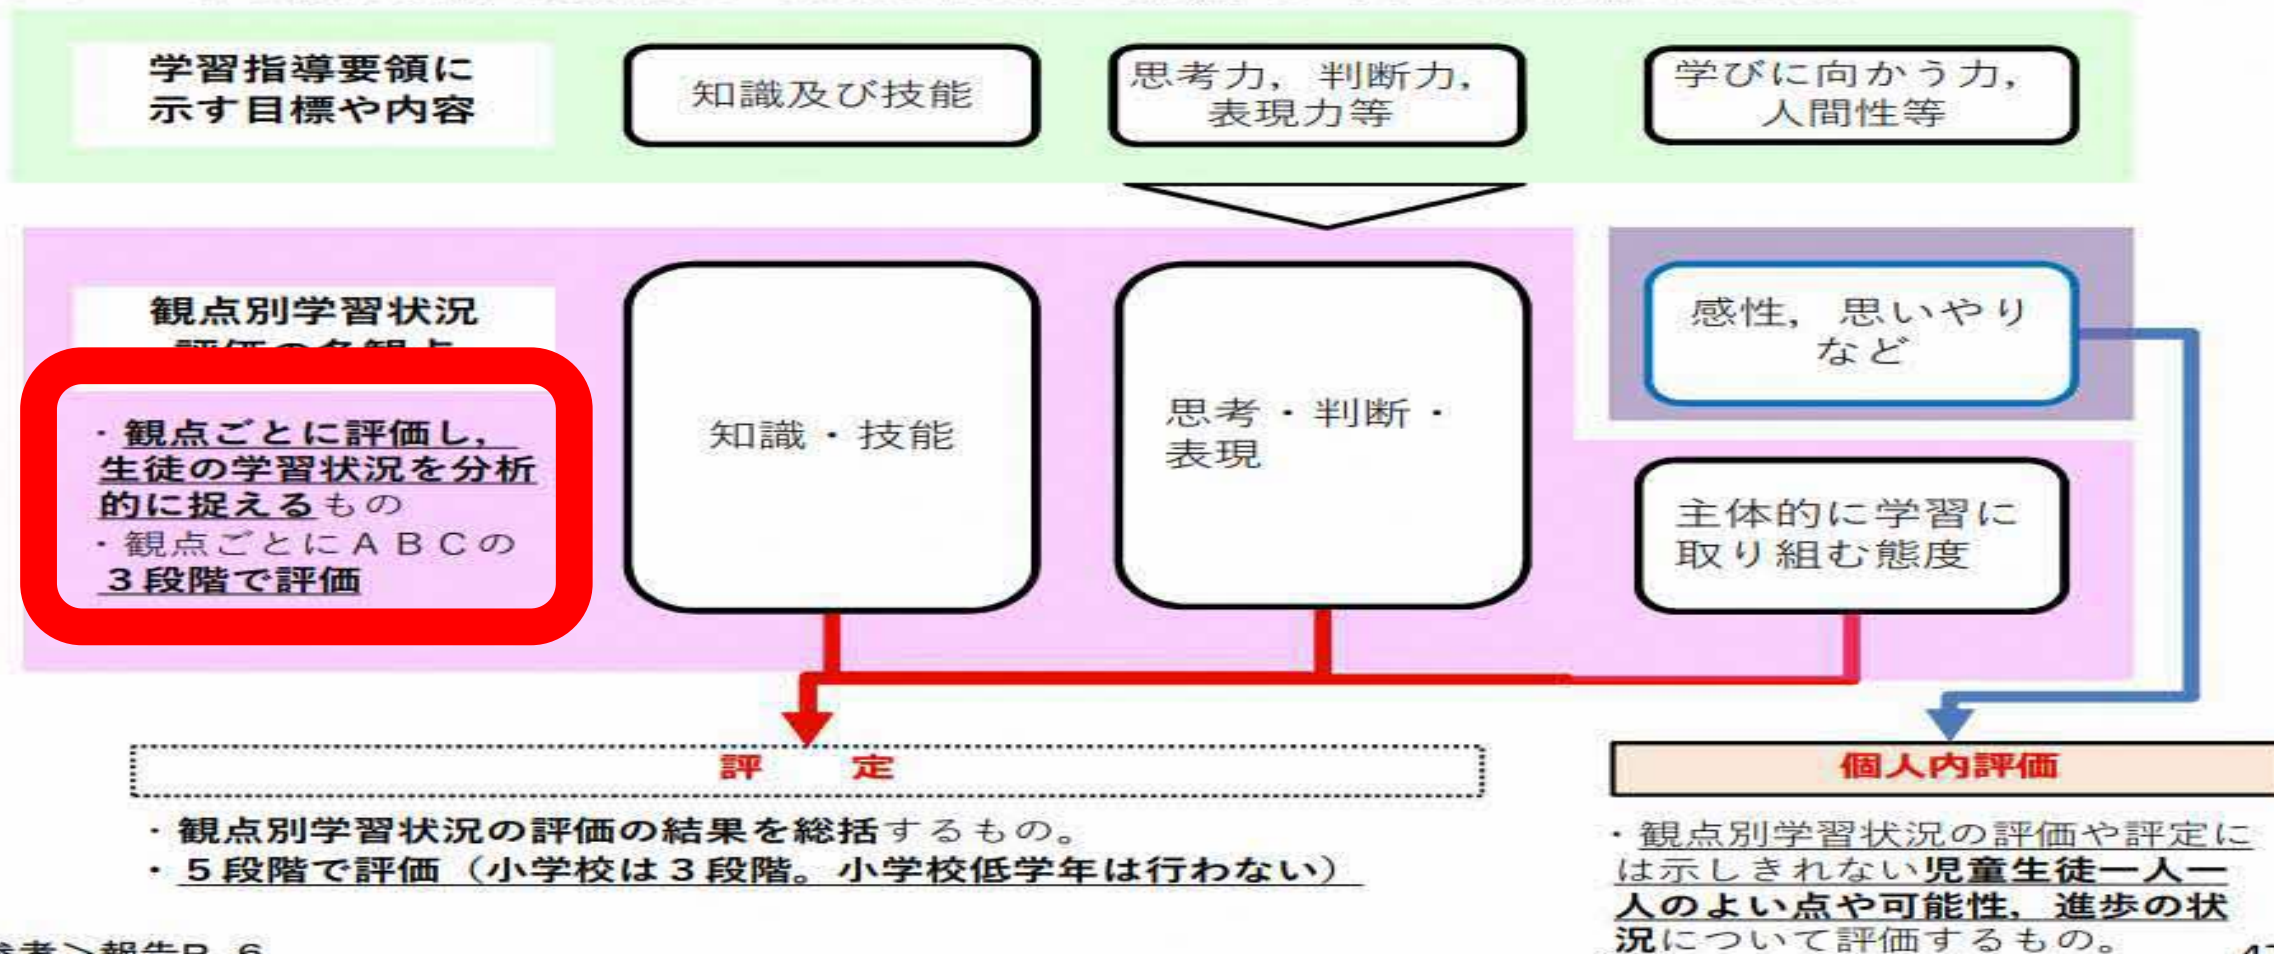 学習指導要領に
示す目標や内容
知識及び技能
思考力，判断力，
表現力等
学びに向かう力，
人間性等
観点別学習状況
・観点ごとに評価し，
生徒の学習状況を分析
的に捉えるもの
・観点ごとにＡＢＣの
３段階で評価
知識・技能
思考・判断・
表現
感性，思いやり
など
主体的に学習に
取り組む態度
評　定
・観点別学習状況の評価の結果を総括するもの。
・５段階で評価（小学校は３段階。小学校低学年は行わない）
個人内評価
・観点別学習状況の評価や評定に
は示しきれない児童生徒一人一
人のよい点や可能性，進歩の状
況について評価するもの。